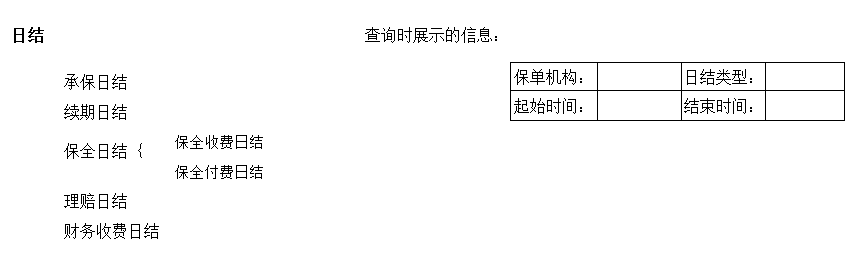 日结
查询时展示的信息：
保单机构： 日结类型：
起始时间： 结束时间：
承保日结
续期日结
保全日结 {
保全收费日结
保全付费日结
理赔日结
财务收费日结